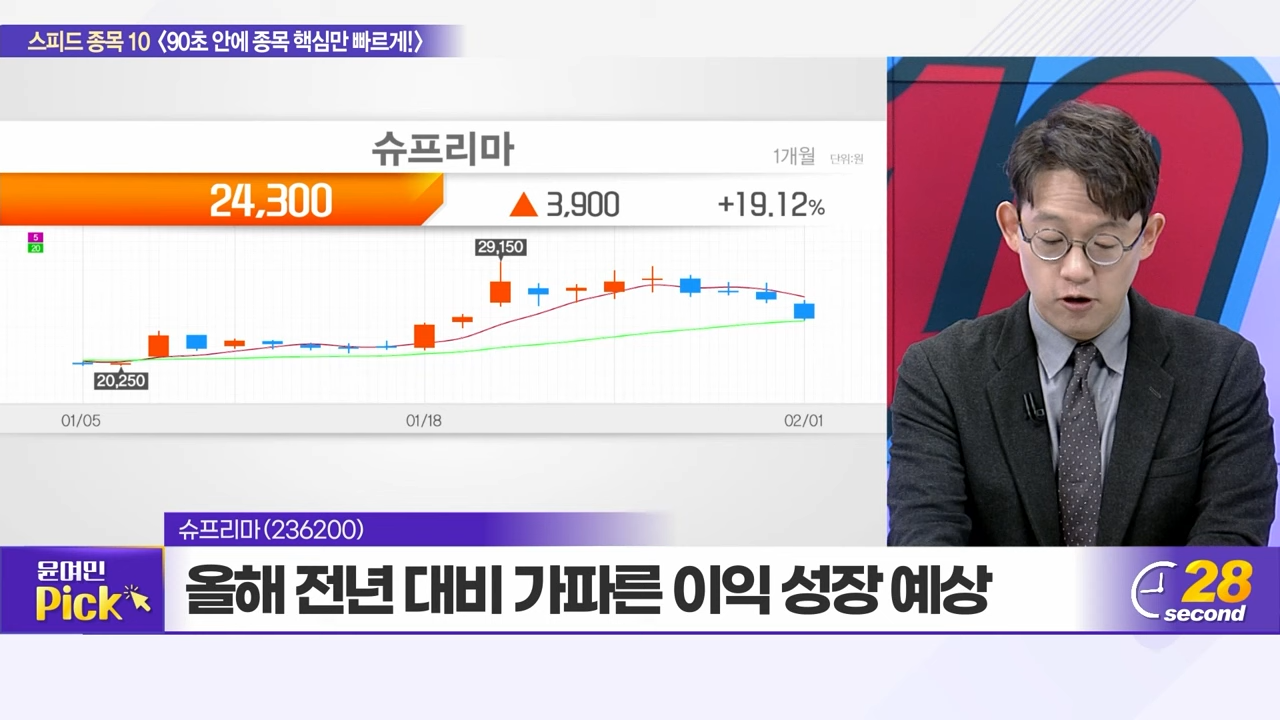 스피드 종목 10 〈90초 안에 종목 핵심만 빠르게!〉
슈프리마
1개월 단위:원
24,300 ▲ 3,900 +19.12%
5
20
29,150
20,250
01/05 01/18 02/01
슈프리마(236200)
윤여민
Pick
올해 전년 대비 가파른 이익 성장 예상
28
second